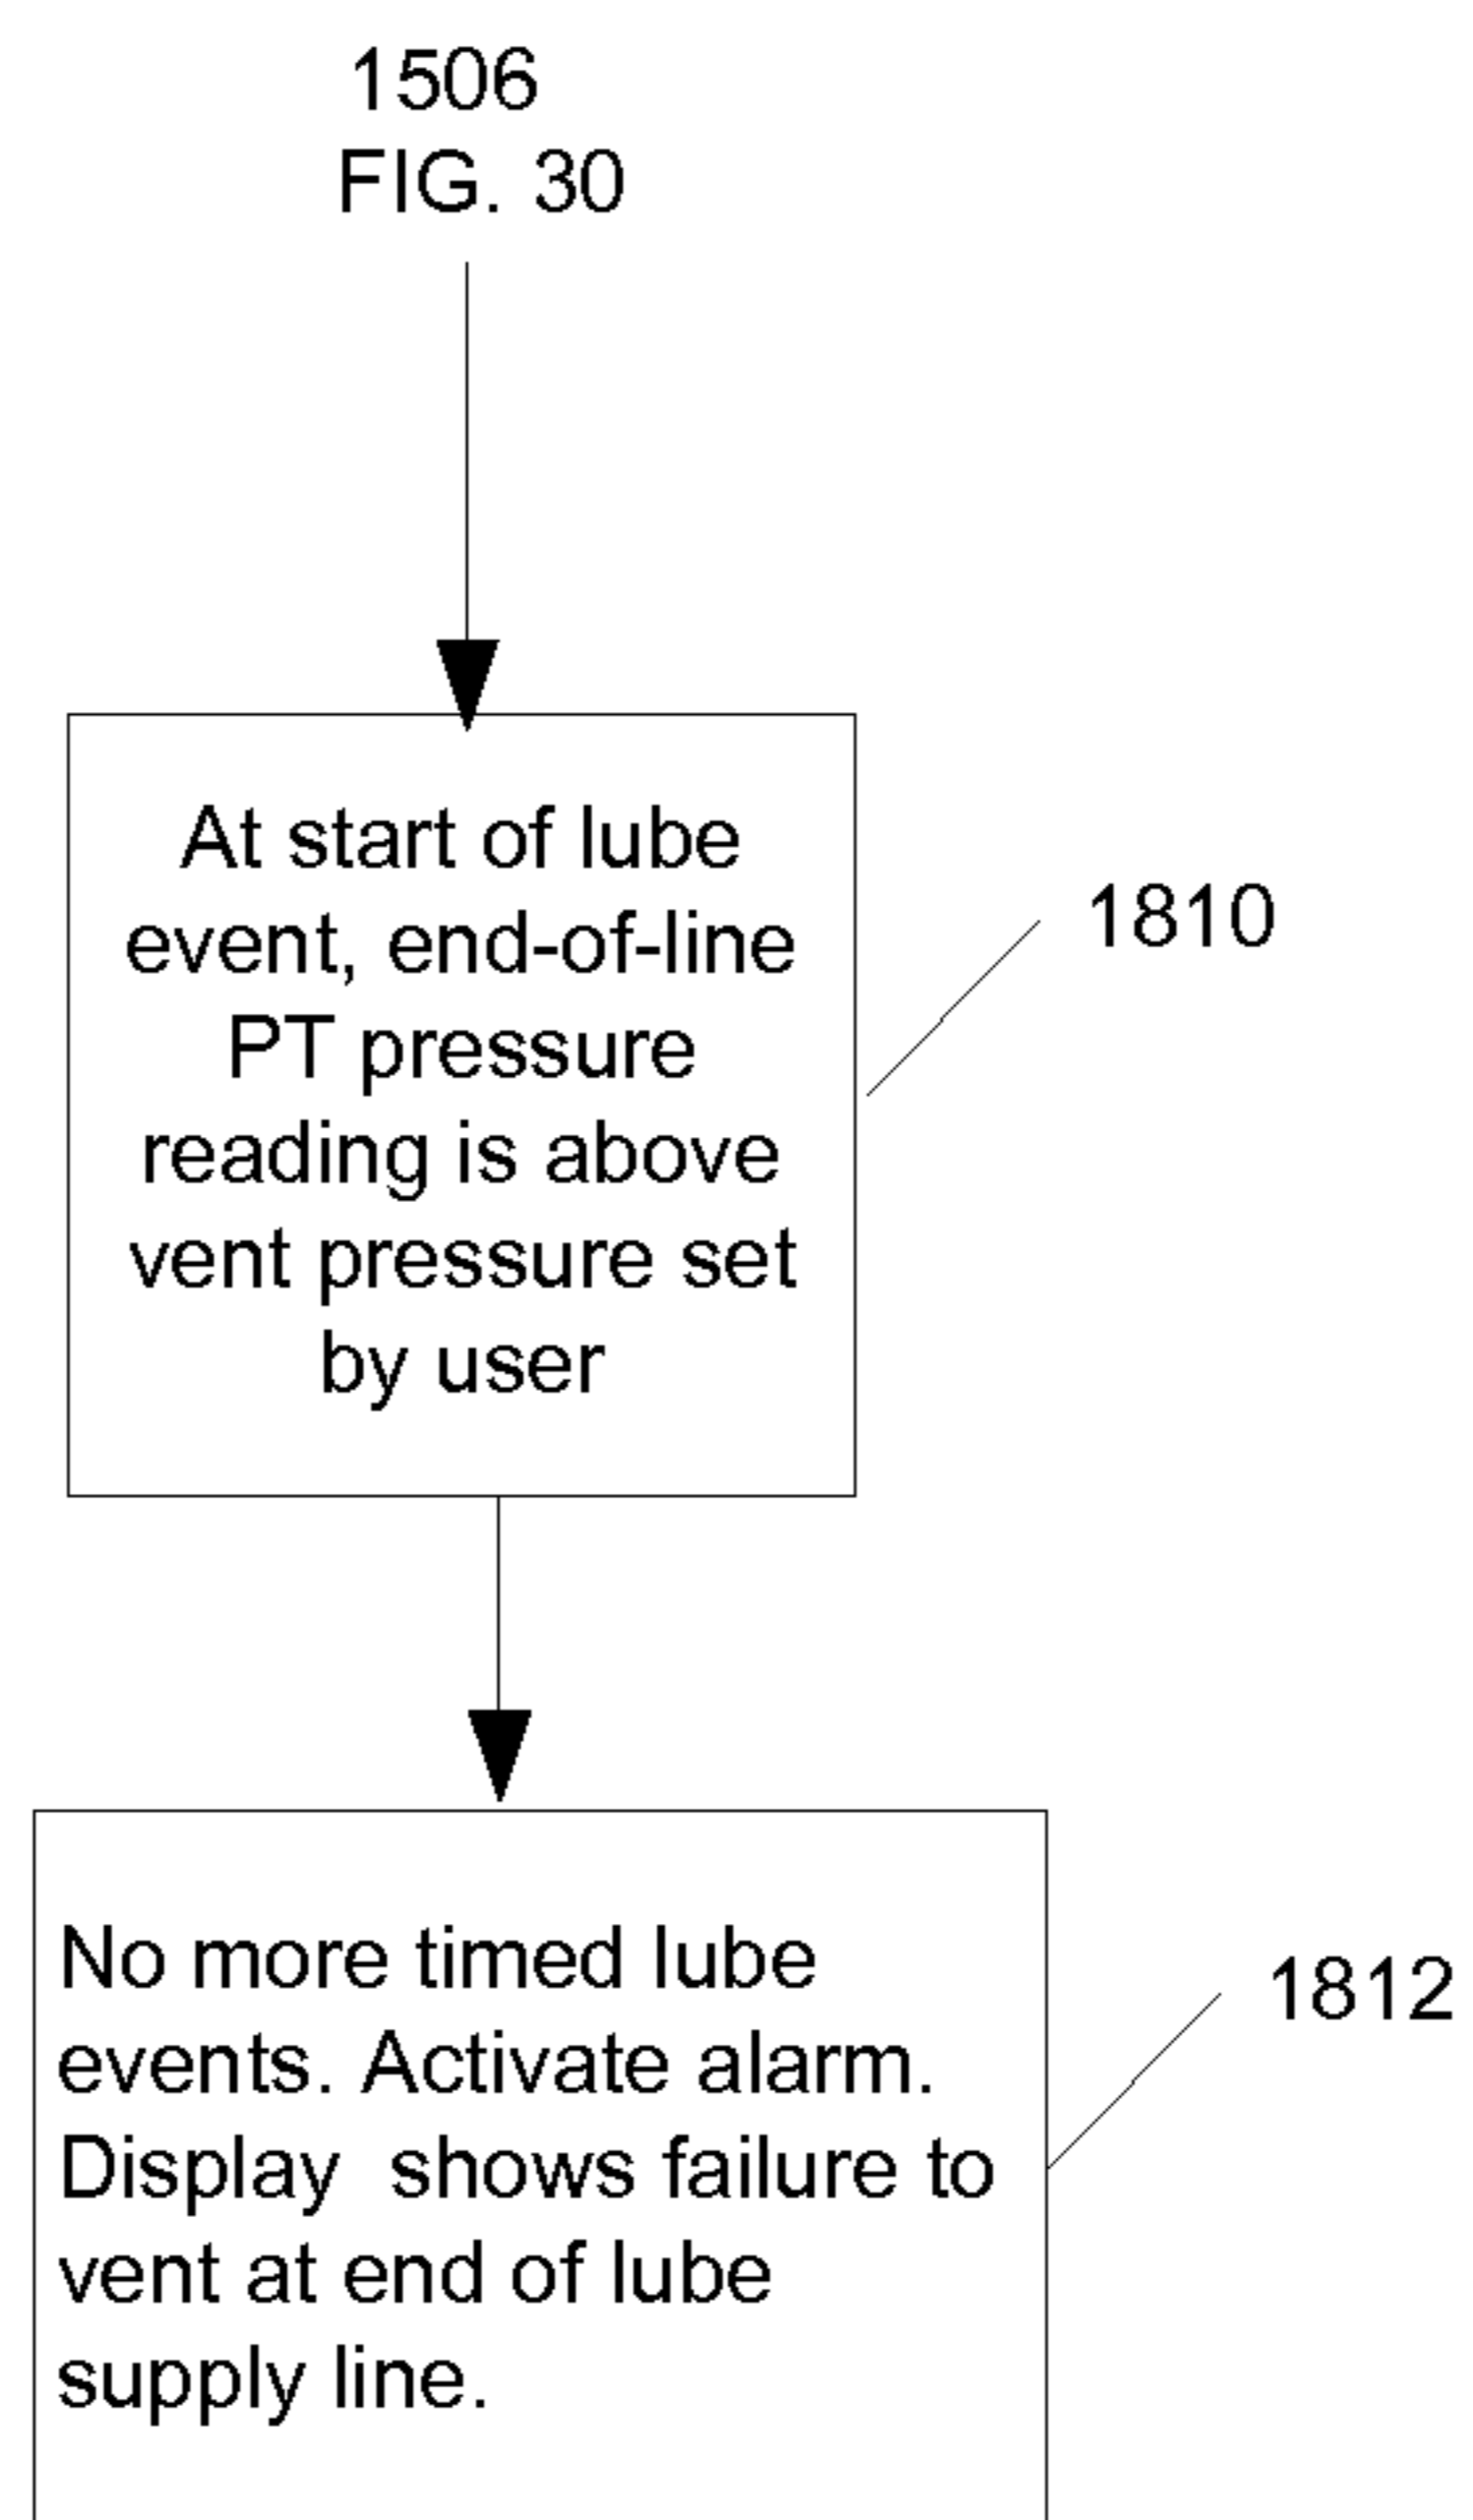 1506
FIG. 30
At start of lube
event, end-of-line
PT pressure
reading is above
vent pressure set
by user
1810
No more timed lube
events. Activate alarm.
Display  shows failure to
vent at end of lube
supply line.
1812